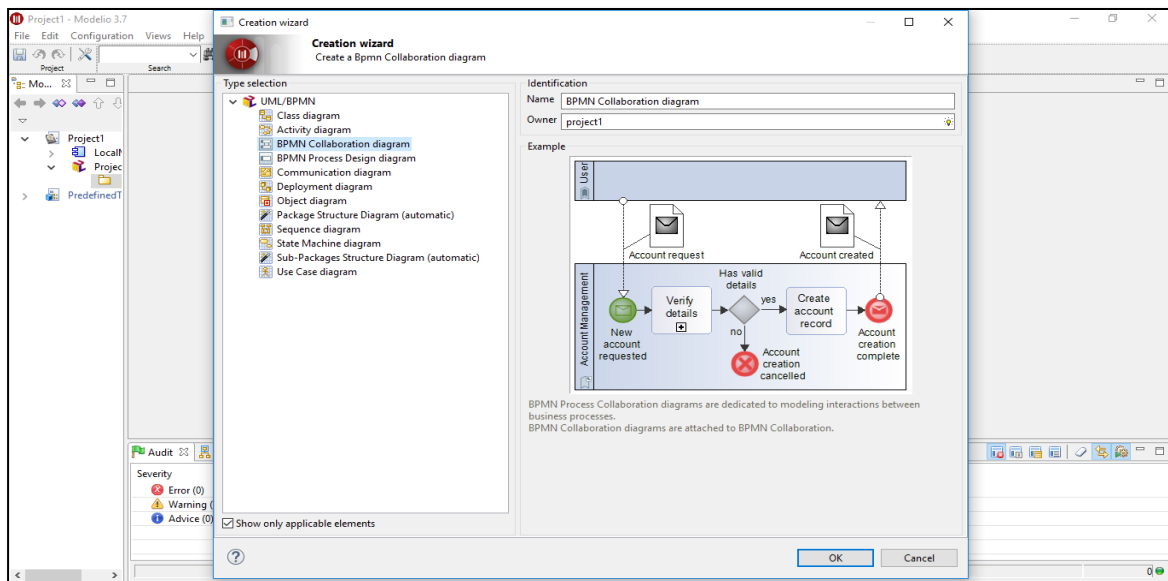 Project1 - Modelio 3.7
File Edit Configuration Views Help
Project
Search
Mo...
Project1
LocalM
Projec
PredefinedT
Creation wizard
Creation wizard
Create a Bpmn Collaboration diagram
Type selection
UML/BPMN
Class diagram
Activity diagram
BPMN Collaboration diagram
BPMN Process Design diagram
Communication diagram
Deployment diagram
Object diagram
Package Structure Diagram (automatic)
Sequence diagram
State Machine diagram
Sub-Packages Structure Diagram (automatic)
Use Case diagram
Show only applicable elements
Identification
Name BPMN Collaboration diagram
Owner project1
Example
User
Account request
Account created
Account Management
New
account
requested
Verify
details
Has valid
details
yes
no
Create
account
record
Account
creation
cancelled
Account
creation
complete
BPMN Process Collaboration diagrams are dedicated to modeling interactions between
business processes.
BPMN Collaboration diagrams are attached to BPMN Collaboration.
OK
Cancel
Audit
Severity
Error (0)
Warning (
Advice (0)
0